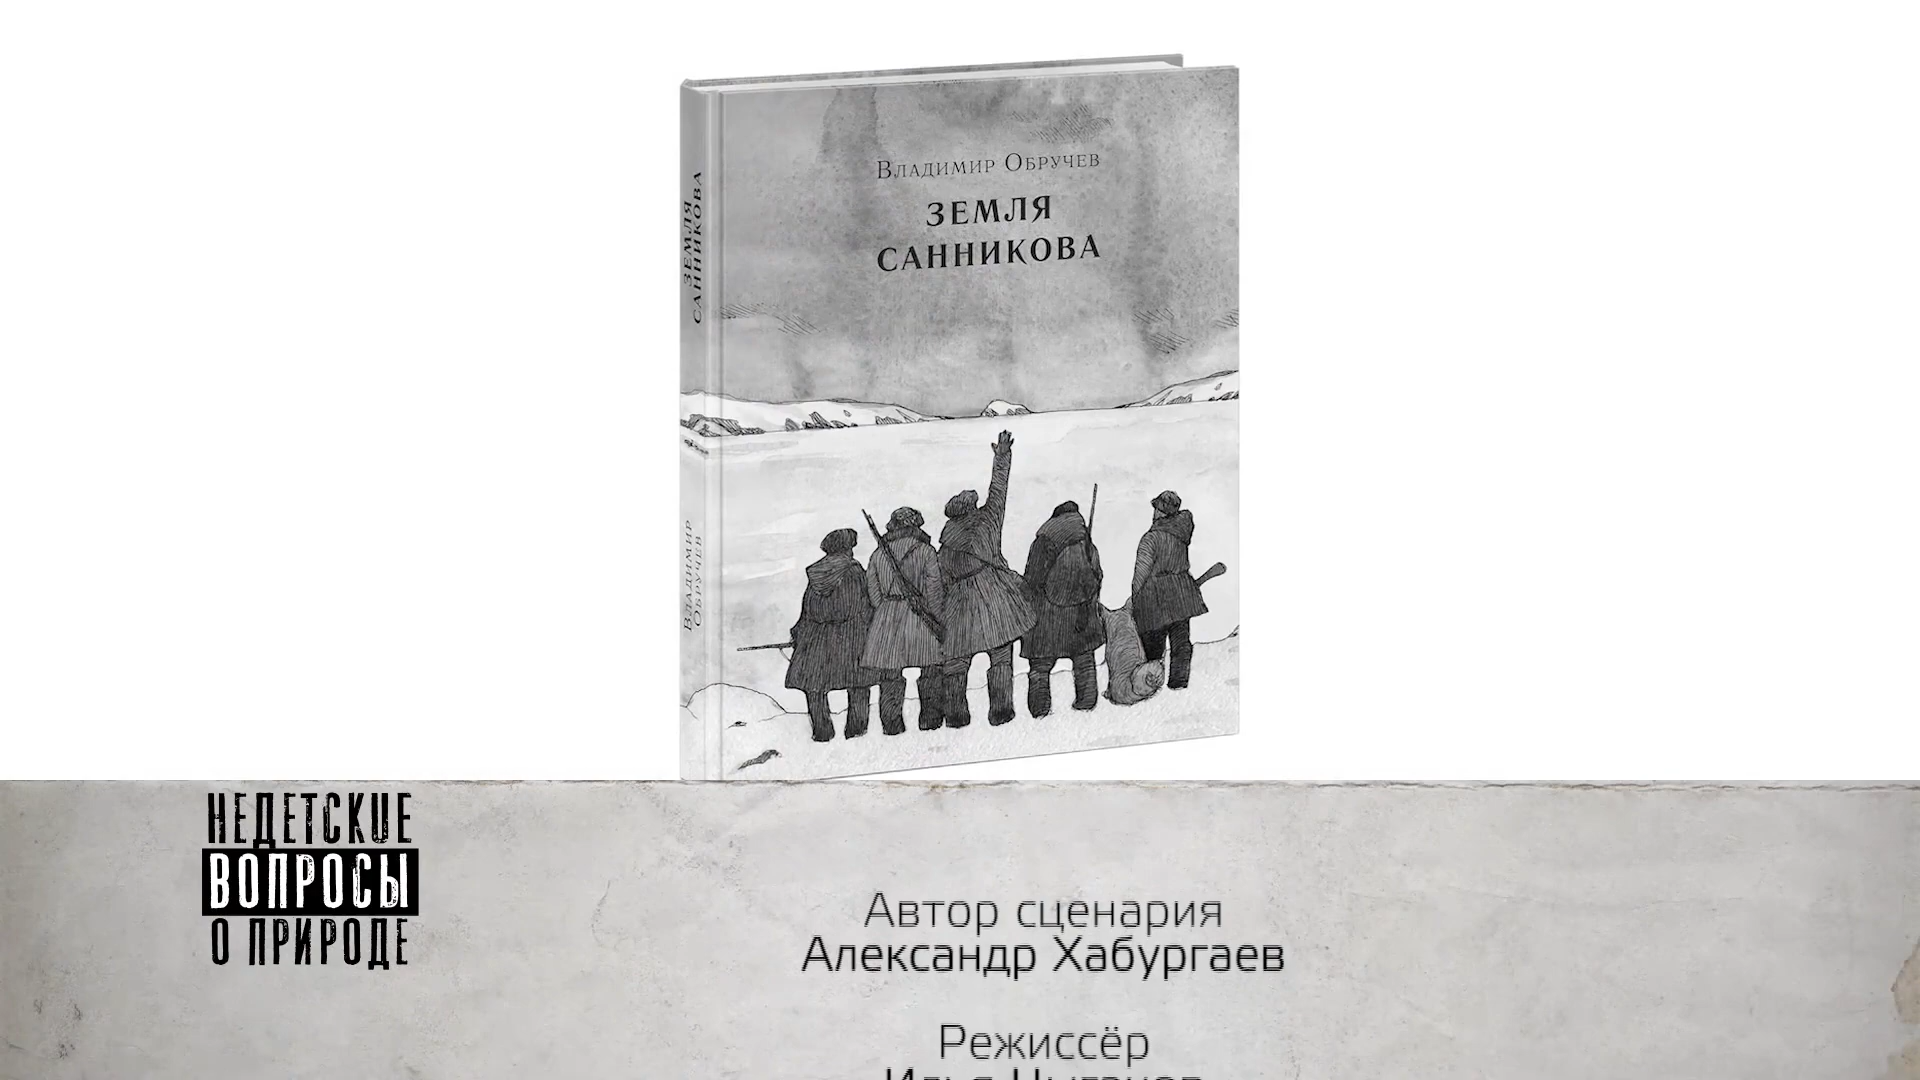 Владимир Обручев
ЗЕМЛЯ
САННИКОВА
ЗЕМЛЯ
САННИКОВА
Владимир
Обручев
НЕДЕТСКИЕ
ВОПРОСЫ
О ПРИРОДЕ
Автор сценария
Александр Хабургаев
Режиссёр